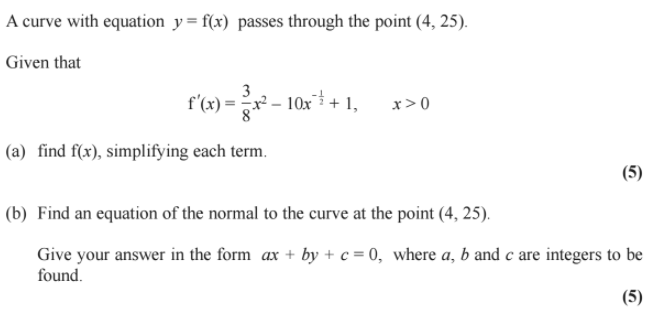 A curve with equation y = f(x) passes through the point (4, 25).
Given that
f′(x) = 3/8 x² – 10x^(-1/2) + 1, x > 0
(a) find f(x), simplifying each term.
(5)
(b) Find an equation of the normal to the curve at the point (4, 25).
Give your answer in the form ax + by + c = 0, where a, b and c are integers to be
found.
(5)